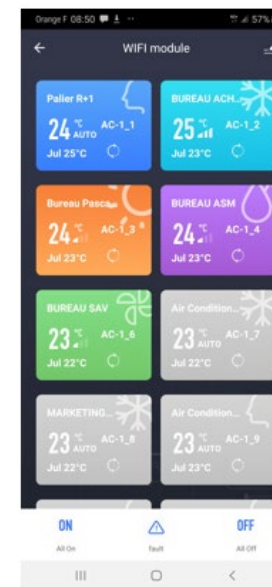 Orange F 08:50 57%
WIFI module
Palier R+1
24 °C AUTO AC-1_1
Jul 25°C
BUREAU ACH...
25 °C AC-1_2
Jul 23°C
Bureau Pasca...
24 °C AC-1_3
Jul 23°C
BUREAU ASM
24 °C AC-1_4
Jul 23°C
BUREAU SAV
23 °C AC-1_6
Jul 22°C
Air Condition...
23 °C AUTO AC-1_7
Jul 23°C
MARKETING...
23 °C AUTO AC-1_8
Jul 22°C
Air Condition...
23 °C AUTO AC-1_9
Jul 23°C
ON
OFF
All On
fault
All Off